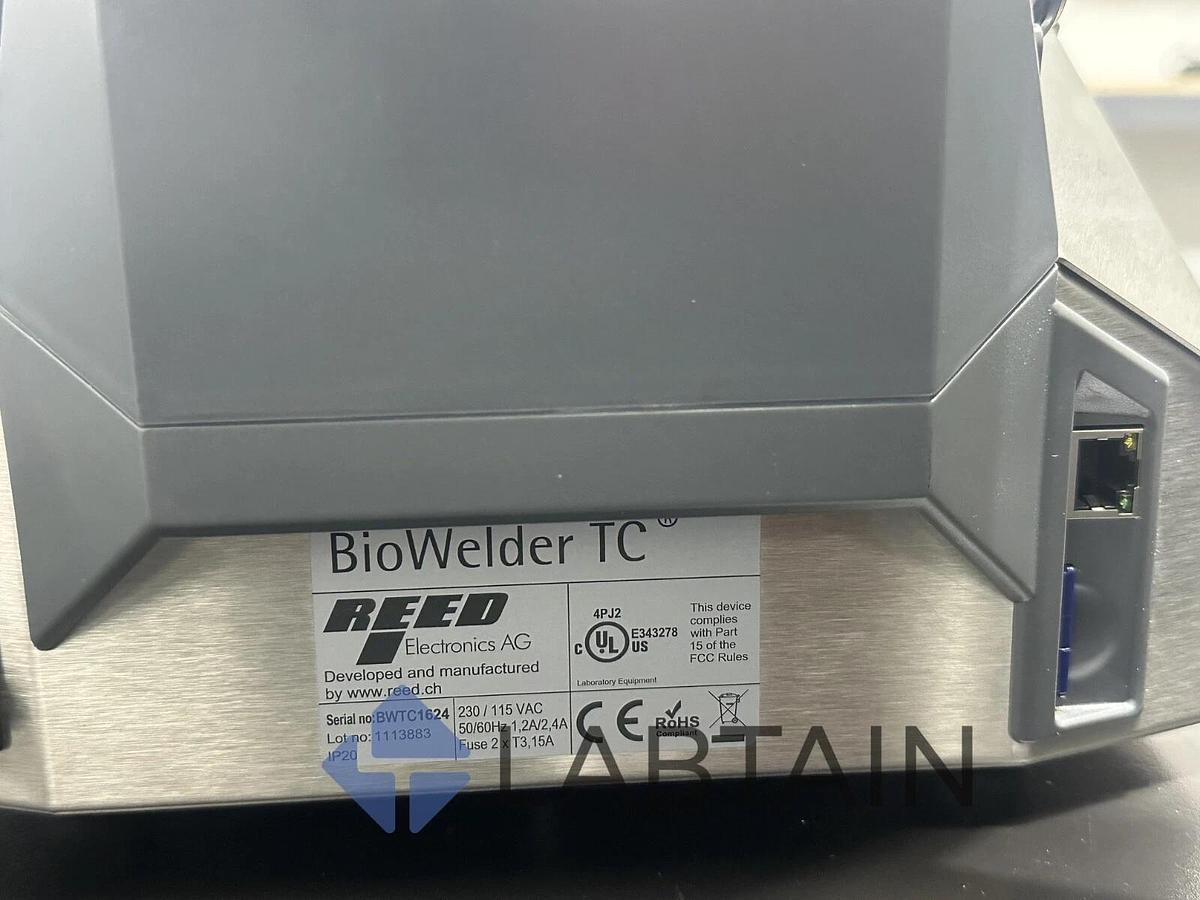 BioWelder TC ®
REED
Electronics AG
Developed and manufactured
by www.reed.ch
4PJ2
c UL US E343278
Laboratory Equipment
This device
complies
with Part
15 of the
FCC Rules
Serial no: BWTC1624
Lot no: 1113883
IP20
230 / 115 VAC
50/60Hz 1,2A/2,4A
Fuse 2 x T3,15A
CE
RoHS
Compliant
LABTAIN